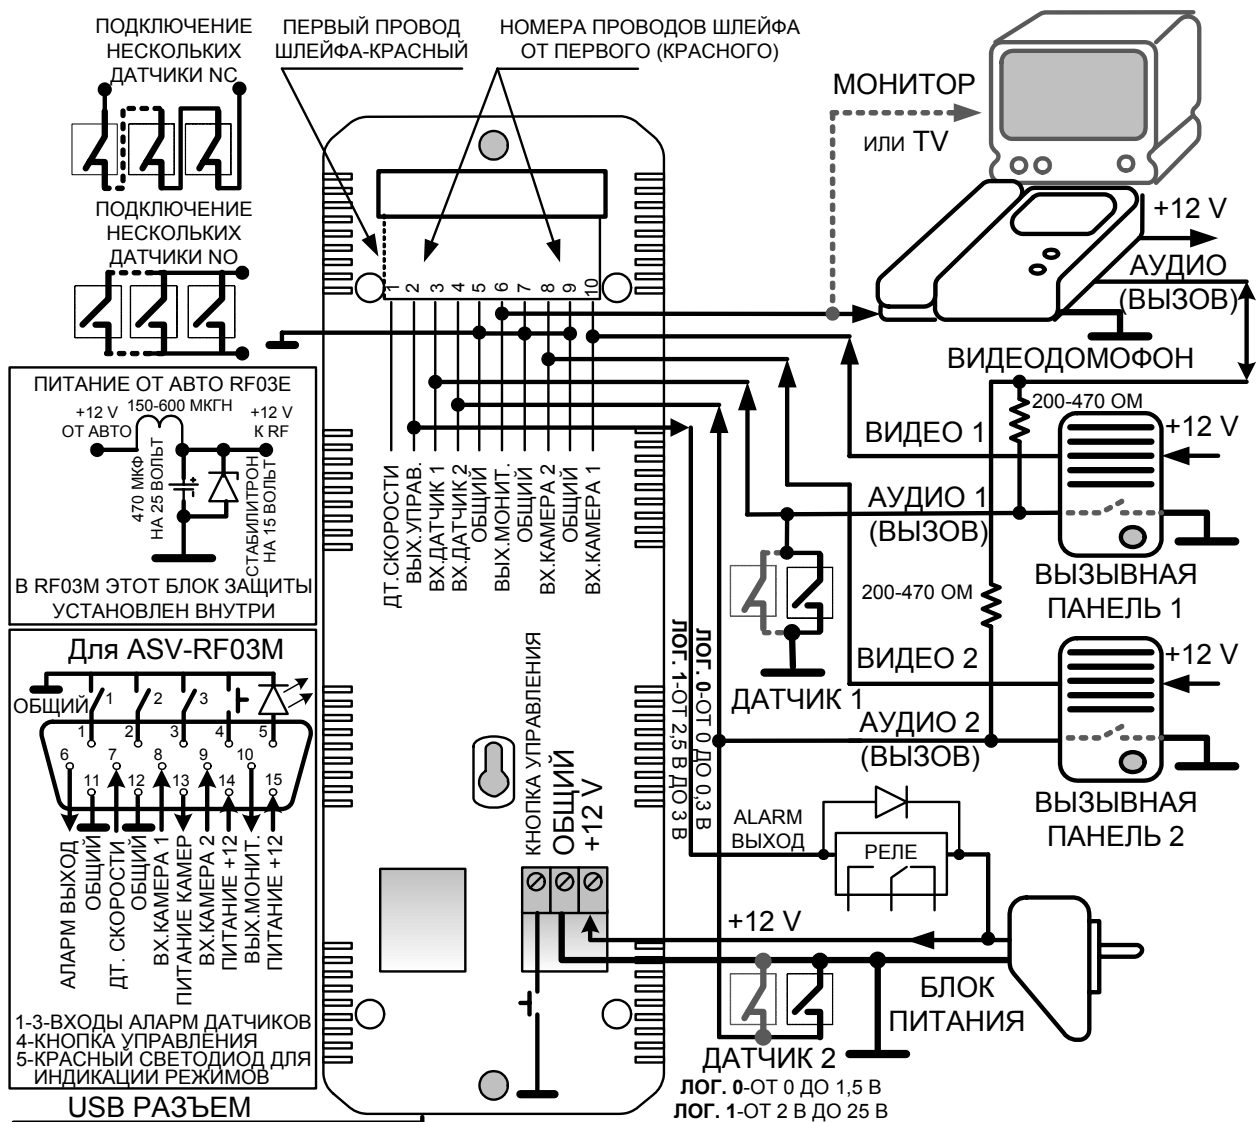 ПОДКЛЮЧЕНИЕ
НЕСКОЛЬКИХ
ДАТЧИКИ NC
ПЕРВЫЙ ПРОВОД
ШЛЕЙФА-КРАСНЫЙ
НОМЕРА ПРОВОДОВ ШЛЕЙФА
ОТ ПЕРВОГО (КРАСНОГО)
МОНИТОР
ИЛИ TV
+12 V
АУДИО
(ВЫЗОВ)
ВИДЕОДОМОФОН
ПОДКЛЮЧЕНИЕ
НЕСКОЛЬКИХ
ДАТЧИКИ NO
1
2
3
4
5
6
7
8
9
10
ДТ.СКОРОСТИ
ВЫХ.УПРАВ.
ВХ.ДАТЧИК 1
ВХ.ДАТЧИК.2
ОБЩИЙ
ВЫХ.МОНИТ.
ОБЩИЙ
ВХ.КАМЕРА 2
ОБЩИЙ
ВХ.КАМЕРА 1
ПИТАНИЕ ОТ АВТО RF03E
+12 V
ОТ АВТО
150-600 МКГН
+12 V
К RF
470 МКФ
НА 25 ВОЛЬТ
СТАБИЛИТРОН
НА 15 ВОЛЬТ
В RF03M ЭТОТ БЛОК ЗАЩИТЫ
УСТАНОВЛЕН ВНУТРИ
200-470 ОМ
ВИДЕО 1
+12 V
АУДИО 1
(ВЫЗОВ)
ВЫЗЫВНАЯ
ПАНЕЛЬ 1
200-470 ОМ
ДАТЧИК 1
ВИДЕО 2
+12 V
АУДИО 2
(ВЫЗОВ)
ВЫЗЫВНАЯ
ПАНЕЛЬ 2
ЛОГ. 0-ОТ 0 ДО 0,3 В
ЛОГ. 1-ОТ 2,5 В ДО 3 В
Для ASV-RF03M
ОБЩИЙ
1
2
3
1
2
3
4
5
6
7
8
9
10
11
12
13
14
15
АЛАРМ ВЫХОД
ОБЩИЙ
ДТ. СКОРОСТИ
ОБЩИЙ
ВХ.КАМЕРА 1
ПИТАНИЕ КАМЕР
ВХ.КАМЕРА 2
ПИТАНИЕ +12
ВЫХ.МОНИТ.
ПИТАНИЕ +12
1-3-ВХОДЫ АЛАРМ ДАТЧИКОВ
4-КНОПКА УПРАВЛЕНИЯ
5-КРАСНЫЙ СВЕТОДИОД ДЛЯ
ИНДИКАЦИИ РЕЖИМОВ
USB РАЗЪЕМ
КНОПКА УПРАВЛЕНИЯ
ОБЩИЙ
+12 V
ALARM
ВЫХОД
РЕЛЕ
+12 V
БЛОК
ПИТАНИЯ
ДАТЧИК 2
ЛОГ. 0-ОТ 0 ДО 1,5 В
ЛОГ. 1-ОТ 2 В ДО 25 В